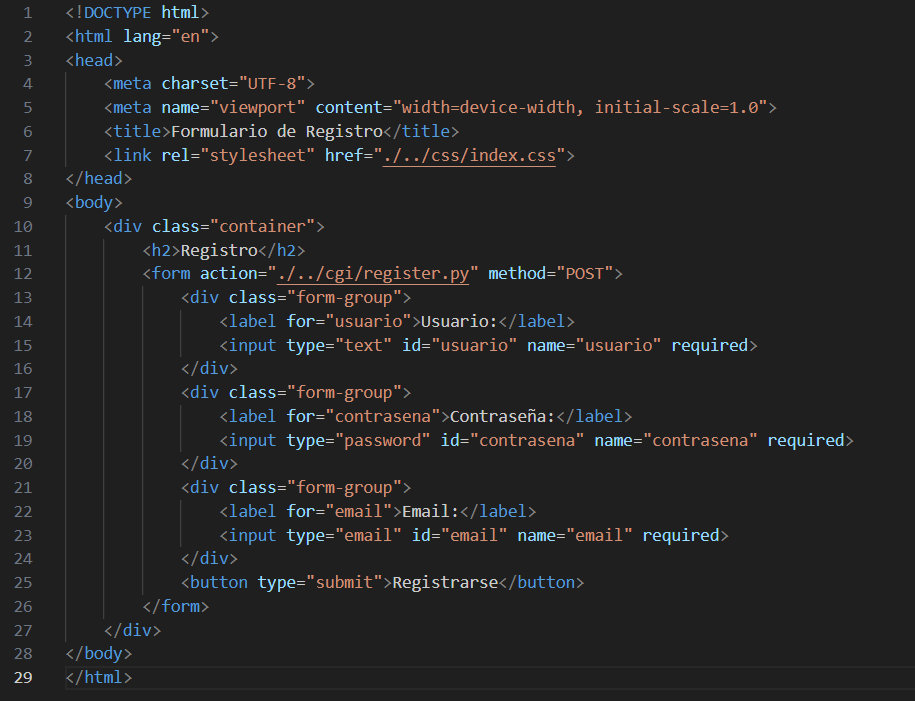 1 <!DOCTYPE html>
2 <html lang="en">
3 <head>
4     <meta charset="UTF-8">
5     <meta name="viewport" content="width=device-width, initial-scale=1.0">
6     <title>Formulario de Registro</title>
7     <link rel="stylesheet" href="./../css/index.css">
8 </head>
9 <body>
10     <div class="container">
11         <h2>Registro</h2>
12         <form action="./../cgi/register.py" method="POST">
13             <div class="form-group">
14                 <label for="usuario">Usuario:</label>
15                 <input type="text" id="usuario" name="usuario" required>
16             </div>
17             <div class="form-group">
18                 <label for="contrasena">Contraseña:</label>
19                 <input type="password" id="contrasena" name="contrasena" required>
20             </div>
21             <div class="form-group">
22                 <label for="email">Email:</label>
23                 <input type="email" id="email" name="email" required>
24             </div>
25             <button type="submit">Registrarse</button>
26         </form>
27     </div>
28 </body>
29 </html>